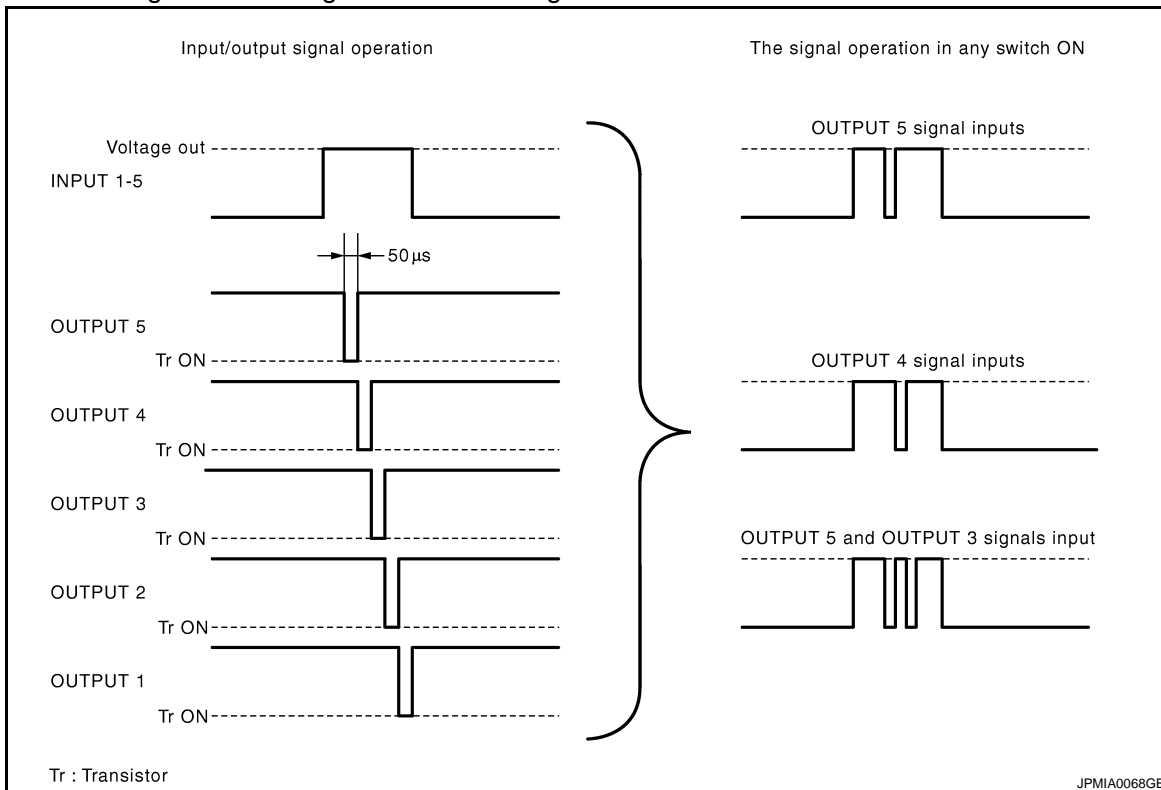 Input/output signal operation
The signal operation in any switch ON
Voltage out
INPUT 1-5
50 µs
OUTPUT 5
Tr ON
OUTPUT 4
Tr ON
OUTPUT 3
Tr ON
OUTPUT 2
Tr ON
OUTPUT 1
Tr ON
OUTPUT 5 signal inputs
OUTPUT 4 signal inputs
OUTPUT 5 and OUTPUT 3 signals input
Tr : Transistor
JPMIA0068GB